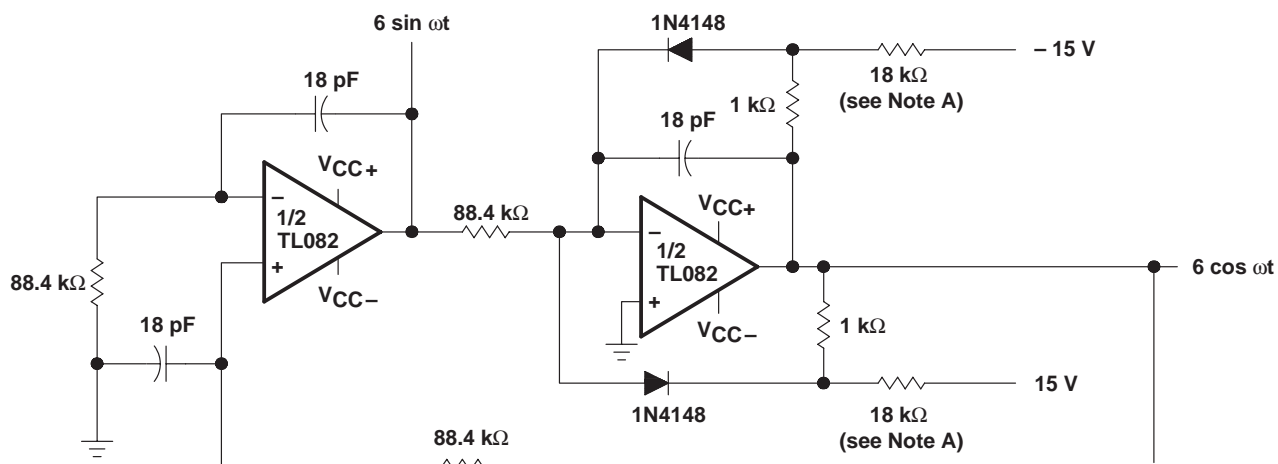 6 sin ωt
1N4148
– 15 V
18 pF
18 kΩ
(see Note A)
1 kΩ
18 pF
VCC+
88.4 kΩ
VCC+
−
1/2
TL082
+
−
1/2
TL082
+
6 cos ωt
88.4 kΩ
VCC−
18 pF
VCC−
1 kΩ
15 V
1N4148
18 kΩ
(see Note A)
88.4 kΩ